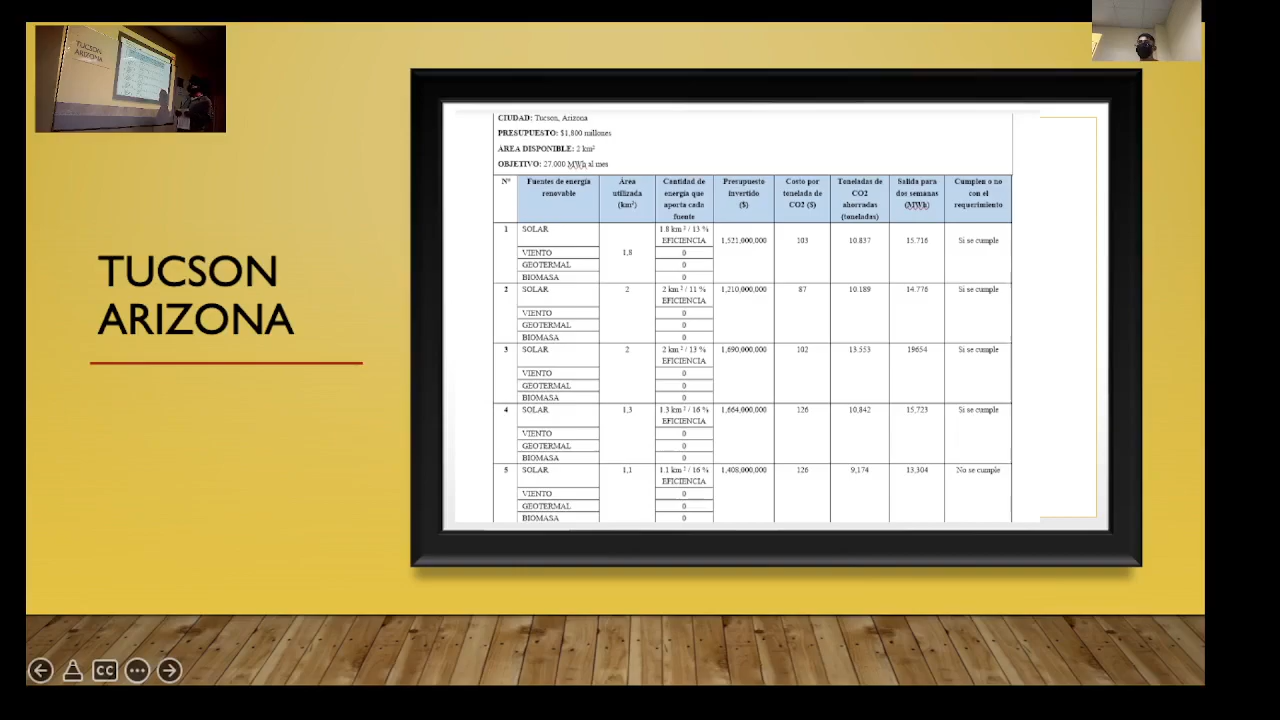 TUCSON
ARIZONA
CIUDAD: Tucson, Arizona
PRESUPUESTO: $1,800 millones
AREA DISPONIBLE: 2 km²
OBJETIVO: 27.000 MWh al mes
Nº Fuentes de energía renovable Área utilizada (km²) Cantidad de energía que aporta cada fuente Presupuesto invertido ($) Costo por tonelada de CO2 ($) Toneladas de CO2 ahorradas (toneladas) Salida para dos semanas (MWh) Cumplen o no con el requerimiento
1 SOLAR 1,8 1.8 km² / 13 % EFICIENCIA 1,521,000,000 103 10.837 15.716 Si se cumple
VIENTO 0
GEOTERMAL 0
BIOMASA 0
2 SOLAR 2 2 km² / 11 % EFICIENCIA 1,210,000,000 87 10.189 14.776 Si se cumple
VIENTO 0
GEOTERMAL 0
BIOMASA 0
3 SOLAR 2 2 km² / 13 % EFICIENCIA 1,690,000,000 102 13.553 19654 Si se cumple
VIENTO 0
GEOTERMAL 0
BIOMASA 0
4 SOLAR 1,3 1.3 km² / 16 % EFICIENCIA 1,664,000,000 126 10,842 15,723 Si se cumple
VIENTO 0
GEOTERMAL 0
BIOMASA 0
5 SOLAR 1,1 1.1 km² / 16 % EFICIENCIA 1,408,000,000 126 9,174 13,304 No se cumple
VIENTO 0
GEOTERMAL 0
BIOMASA 0
TUCSON
ARIZONA
CC